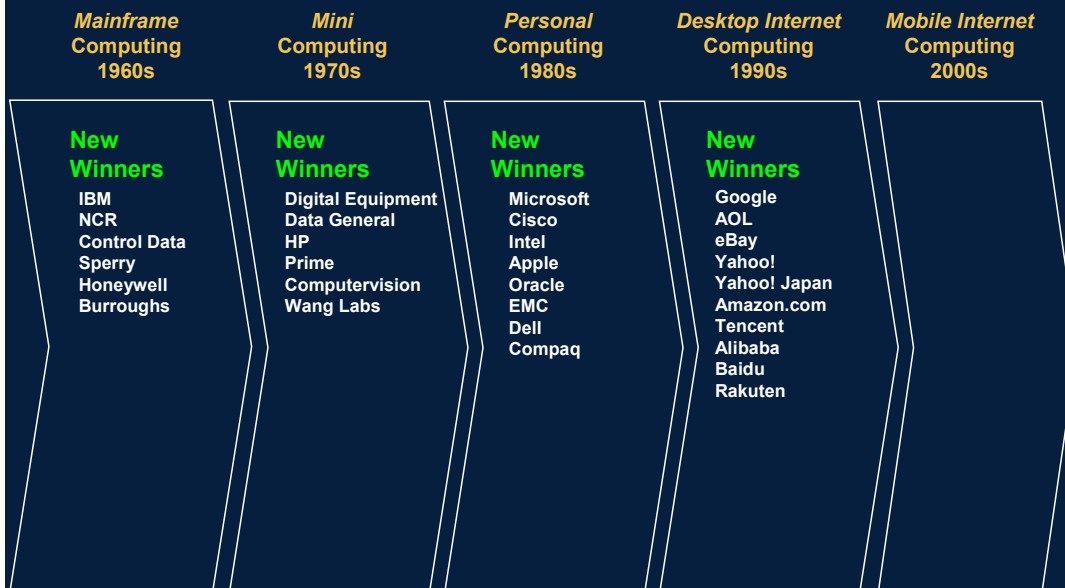 Mainframe
Computing
1960s
Mini
Computing
1970s
Personal
Computing
1980s
Desktop Internet
Computing
1990s
Mobile Internet
Computing
2000s
New
Winners
IBM
NCR
Control Data
Sperry
Honeywell
Burroughs
New
Winners
Digital Equipment
Data General
HP
Prime
Computervision
Wang Labs
New
Winners
Microsoft
Cisco
Intel
Apple
Oracle
EMC
Dell
Compaq
New
Winners
Google
AOL
eBay
Yahoo!
Yahoo! Japan
Amazon.com
Tencent
Alibaba
Baidu
Rakuten